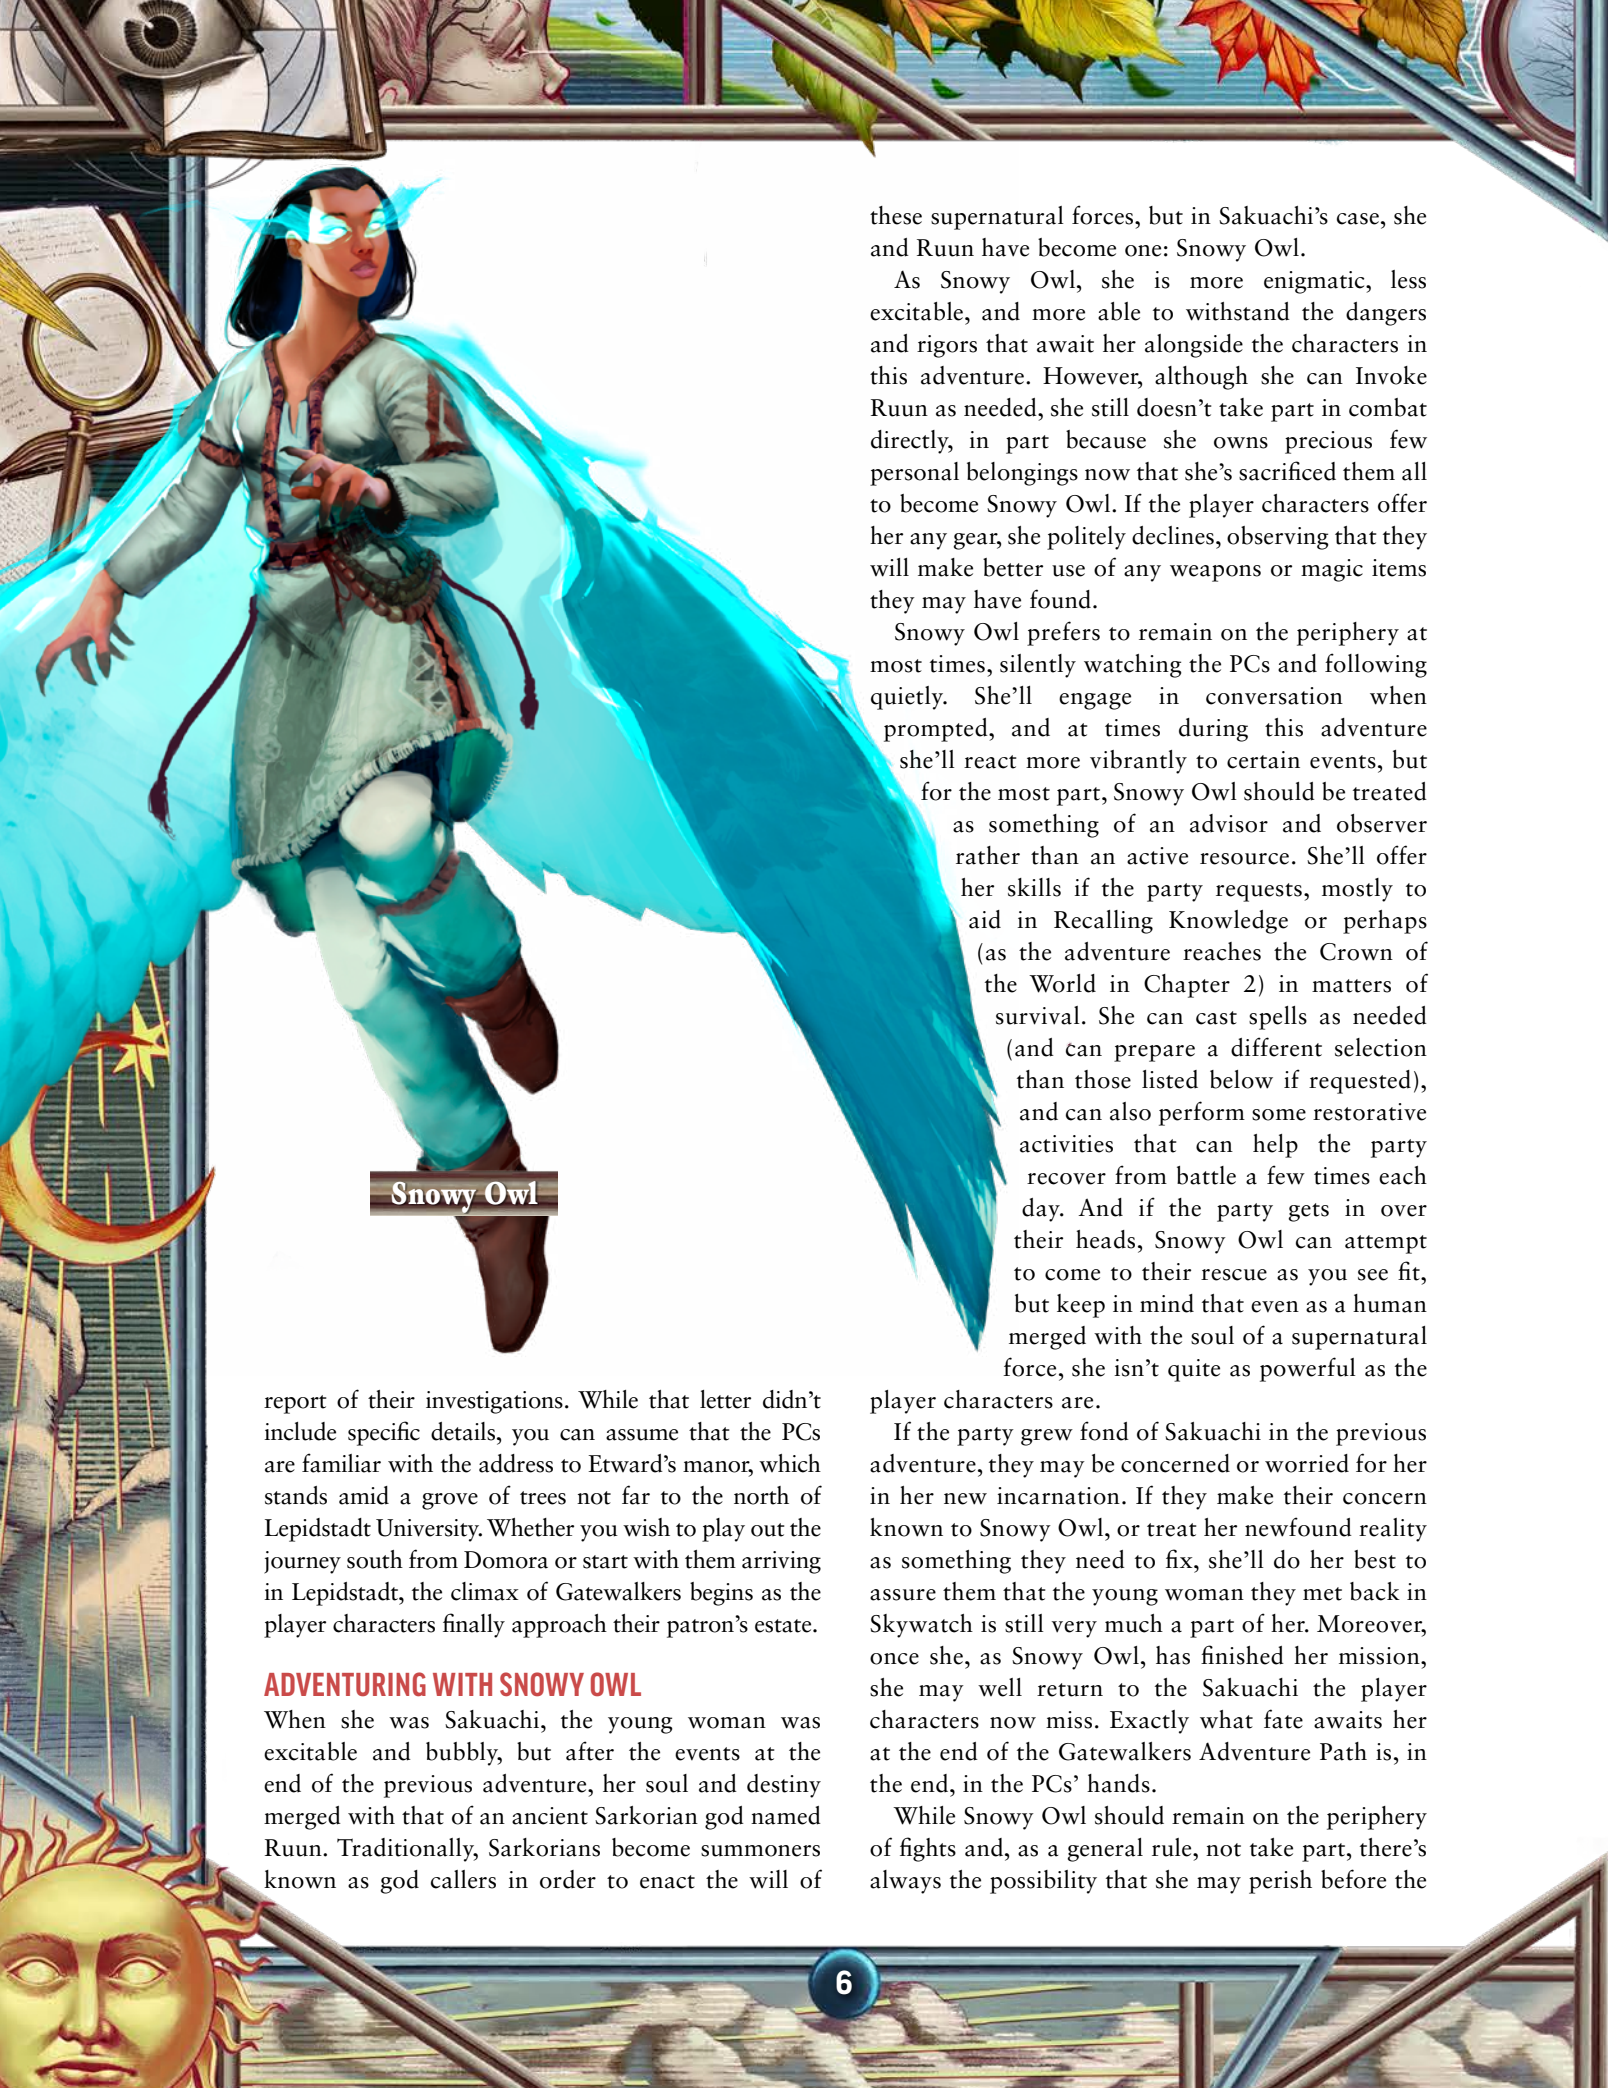 Snowy Owl
report of their investigations. While that letter didn't
include specific details, you can assume that the PCs
are familiar with the address to Etward's manor, which
stands amid a grove of trees not far to the north of
Lepidstadt University. Whether you wish to play out the
journey south from Domora or start with them arriving
in Lepidstadt, the climax of Gatewalkers begins as the
player characters finally approach their patron's estate.
ADVENTURING WITH SNOWY OWL
When she was Sakuachi, the young woman was
excitable and bubbly, but after the events at the
end of the previous adventure, her soul and destiny
merged with that of an ancient Sarkorian god named
Ruun. Traditionally, Sarkorians become summoners
known as god callers in order to enact the will of
these supernatural forces, but in Sakuachi's case, she
and Ruun have become one: Snowy Owl.
As Snowy Owl, she is more enigmatic, less
excitable, and more able to withstand the dangers
and rigors that await her alongside the characters in
this adventure. However, although she can Invoke
Ruun as needed, she still doesn't take part in combat
directly, in part because she owns precious few
personal belongings now that she's sacrificed them all
to become Snowy Owl. If the player characters offer
her any gear, she politely declines, observing that they
will make better use of any weapons or magic items
they may have found.
Snowy Owl prefers to remain on the periphery at
most times, silently watching the PCs and following
quietly. She'll engage in conversation when
prompted, and at times during this adventure
she'll react more vibrantly to certain events, but
for the most part, Snowy Owl should be treated
as something of an advisor and observer
rather than an active resource. She'll offer
her skills if the party requests, mostly to
aid in Recalling Knowledge or perhaps
(as the adventure reaches the Crown of
the World in Chapter 2) in matters of
survival. She can cast spells as needed
(and can prepare a different selection
than those listed below if requested),
and can also perform some restorative
activities that can help the party
recover from battle a few times each
day. And if the party gets in over
their heads, Snowy Owl can attempt
to come to their rescue as you see fit,
but keep in mind that even as a human
merged with the soul of a supernatural
force, she isn't quite as powerful as the
player characters are.
If the party grew fond of Sakuachi in the previous
adventure, they may be concerned or worried for her
in her new incarnation. If they make their concern
known to Snowy Owl, or treat her newfound reality
as something they need to fix, she'll do her best to
assure them that the young woman they met back in
Skywatch is still very much a part of her. Moreover,
once she, as Snowy Owl, has finished her mission,
she may well return to the Sakuachi the player
characters now miss. Exactly what fate awaits her
at the end of the Gatewalkers Adventure Path is, in
the end, in the PCs' hands.
While Snowy Owl should remain on the periphery
of fights and, as a general rule, not take part, there's
always the possibility that she may perish before the
6